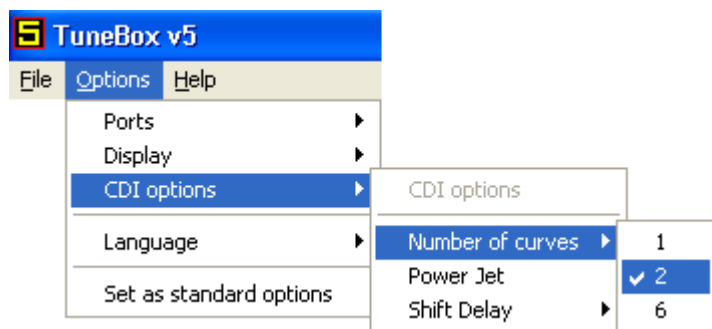 S TuneBox v5
File Options Help
Ports
Display
CDI options
Language
Set as standard options
CDI options
Number of curves
Power Jet
Shift Delay
1
2
6